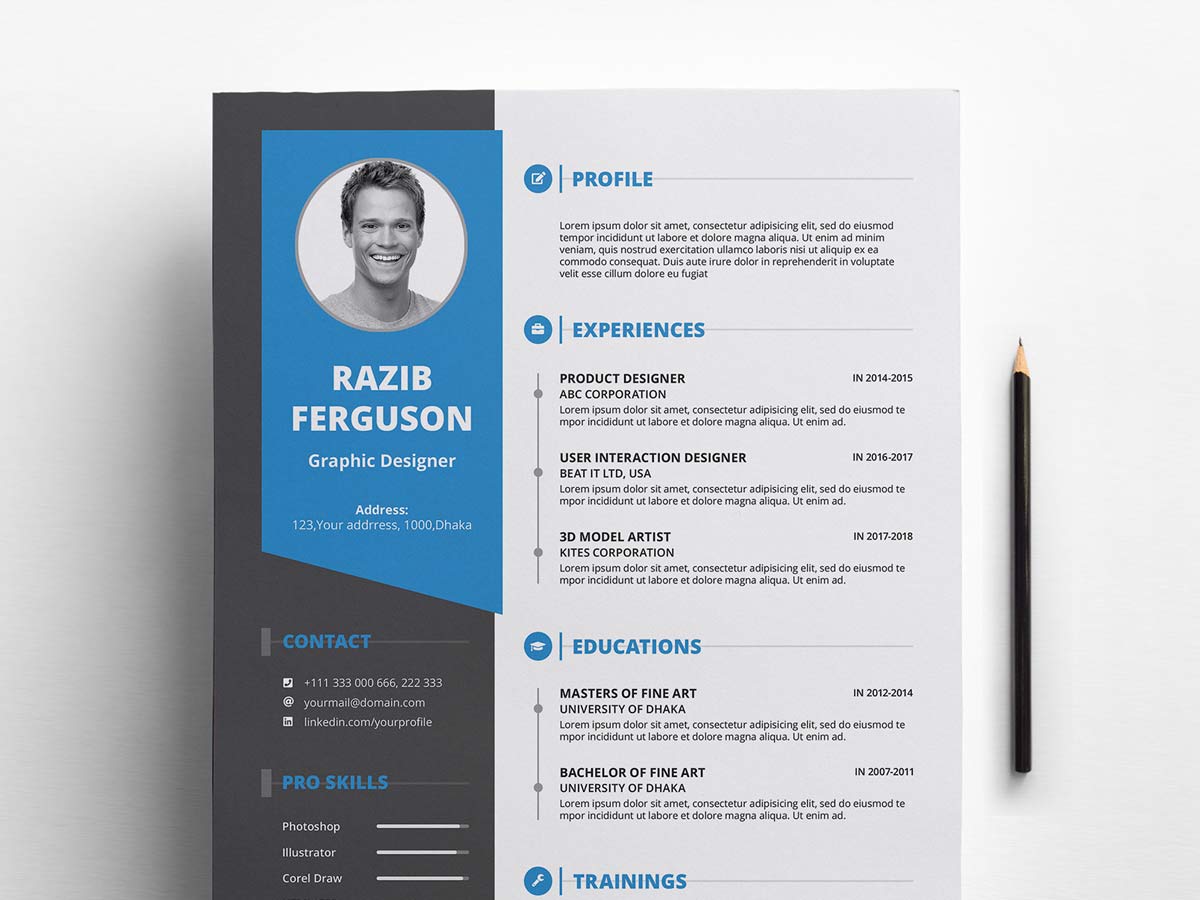 RAZIB
FERGUSON
Graphic Designer
Address:
123,Your addrress, 1000,Dhaka
CONTACT
+111 333 000 666, 222 333
yourmail@domain.com
linkedin.com/yourprofile
PRO SKILLS
Photoshop
Illustrator
Corel Draw
PROFILE
Lorem ipsum dolor sit amet, consectetur adipisicing elit, sed do eiusmod
tempor incididunt ut labore et dolore magna aliqua. Ut enim ad minim
veniam, quis nostrud exercitation ullamco laboris nisi ut aliquip ex ea
commodo consequat. Duis aute irure dolor in reprehenderit in voluptate
velit esse cillum dolore eu fugiat
EXPERIENCES
PRODUCT DESIGNER IN 2014-2015
ABC CORPORATION
Lorem ipsum dolor sit amet, consectetur adipisicing elit, sed do eiusmod te
mpor incididunt ut labore et dolore magna aliqua. Ut enim ad.
USER INTERACTION DESIGNER IN 2016-2017
BEAT IT LTD, USA
Lorem ipsum dolor sit amet, consectetur adipisicing elit, sed do eiusmod te
mpor incididunt ut labore et dolore magna aliqua. Ut enim ad.
3D MODEL ARTIST IN 2017-2018
KITES CORPORATION
Lorem ipsum dolor sit amet, consectetur adipisicing elit, sed do eiusmod te
mpor incididunt ut labore et dolore magna aliqua. Ut enim ad.
EDUCATIONS
MASTERS OF FINE ART IN 2012-2014
UNIVERSITY OF DHAKA
Lorem ipsum dolor sit amet, consectetur adipisicing elit, sed do eiusmod te
mpor incididunt ut labore et dolore magna aliqua. Ut enim ad.
BACHELOR OF FINE ART IN 2007-2011
UNIVERSITY OF DHAKA
Lorem ipsum dolor sit amet, consectetur adipisicing elit, sed do eiusmod te
mpor incididunt ut labore et dolore magna aliqua. Ut enim ad.
TRAININGS